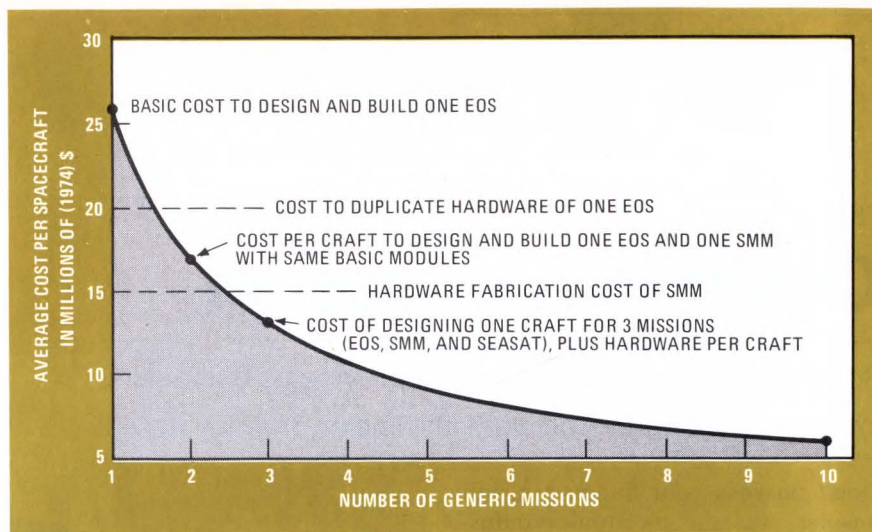 AVERAGE COST PER SPACECRAFT
IN MILLIONS OF (1974) $
30
25
20
15
10
5
BASIC COST TO DESIGN AND BUILD ONE EOS
COST TO DUPLICATE HARDWARE OF ONE EOS
COST PER CRAFT TO DESIGN AND BUILD ONE EOS AND ONE SMM
WITH SAME BASIC MODULES
HARDWARE FABRICATION COST OF SMM
COST OF DESIGNING ONE CRAFT FOR 3 MISSIONS
(EOS, SMM, AND SEASAT), PLUS HARDWARE PER CRAFT
1 2 3 4 5 6 7 8 9 10
NUMBER OF GENERIC MISSIONS